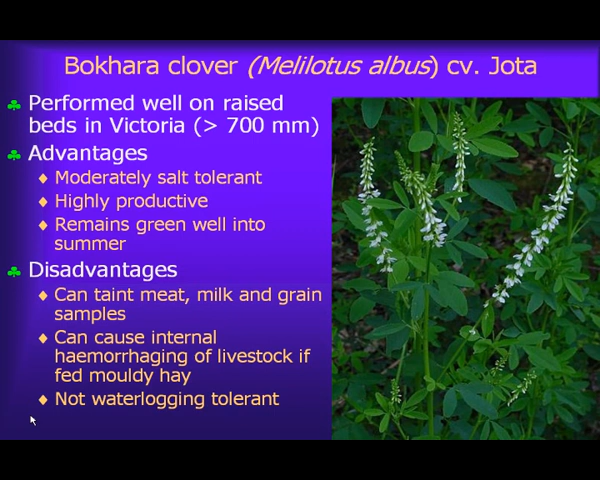 Bokhara clover (Melilotus albus) cv. Jota
Performed well on raised
beds in Victoria (> 700 mm)
Advantages
Moderately salt tolerant
Highly productive
Remains green well into
summer
Disadvantages
Can taint meat, milk and grain
samples
Can cause internal
haemorrhaging of livestock if
fed mouldy hay
Not waterlogging tolerant